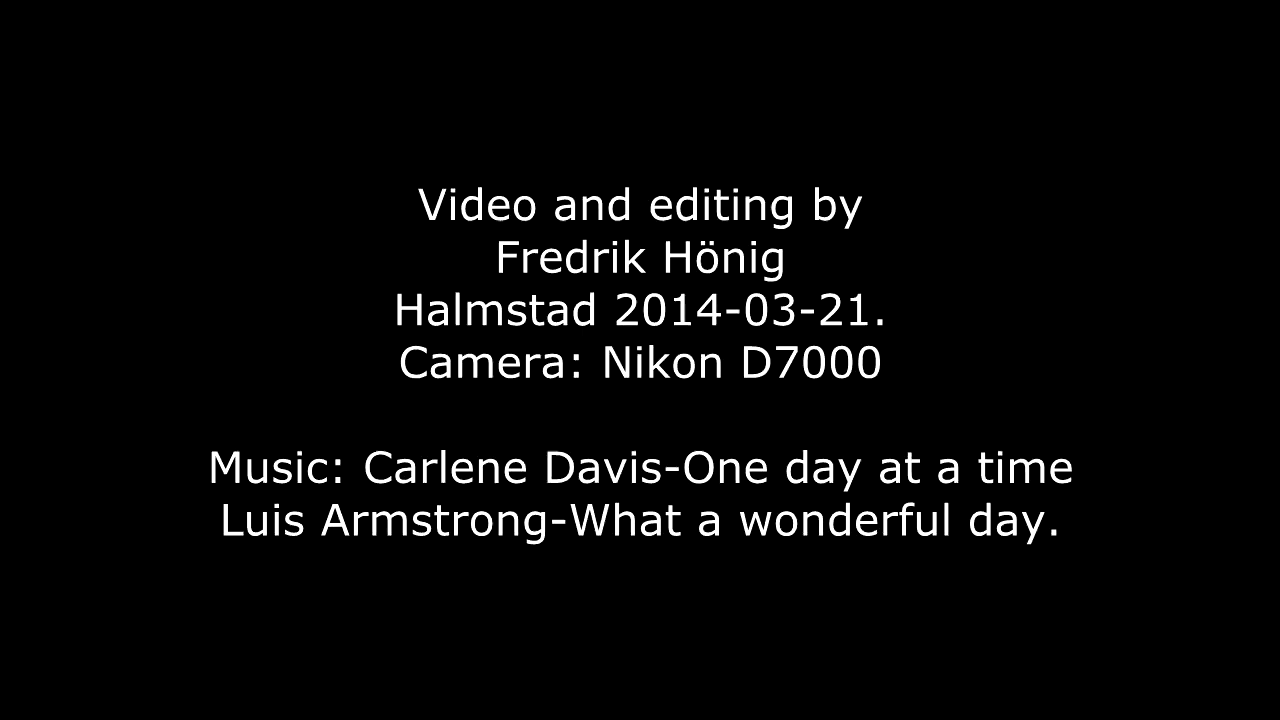 Video and editing by
Fredrik Hönig
Halmstad 2014-03-21.
Camera: Nikon D7000
Music: Carlene Davis-One day at a time
Luis Armstrong-What a wonderful day.